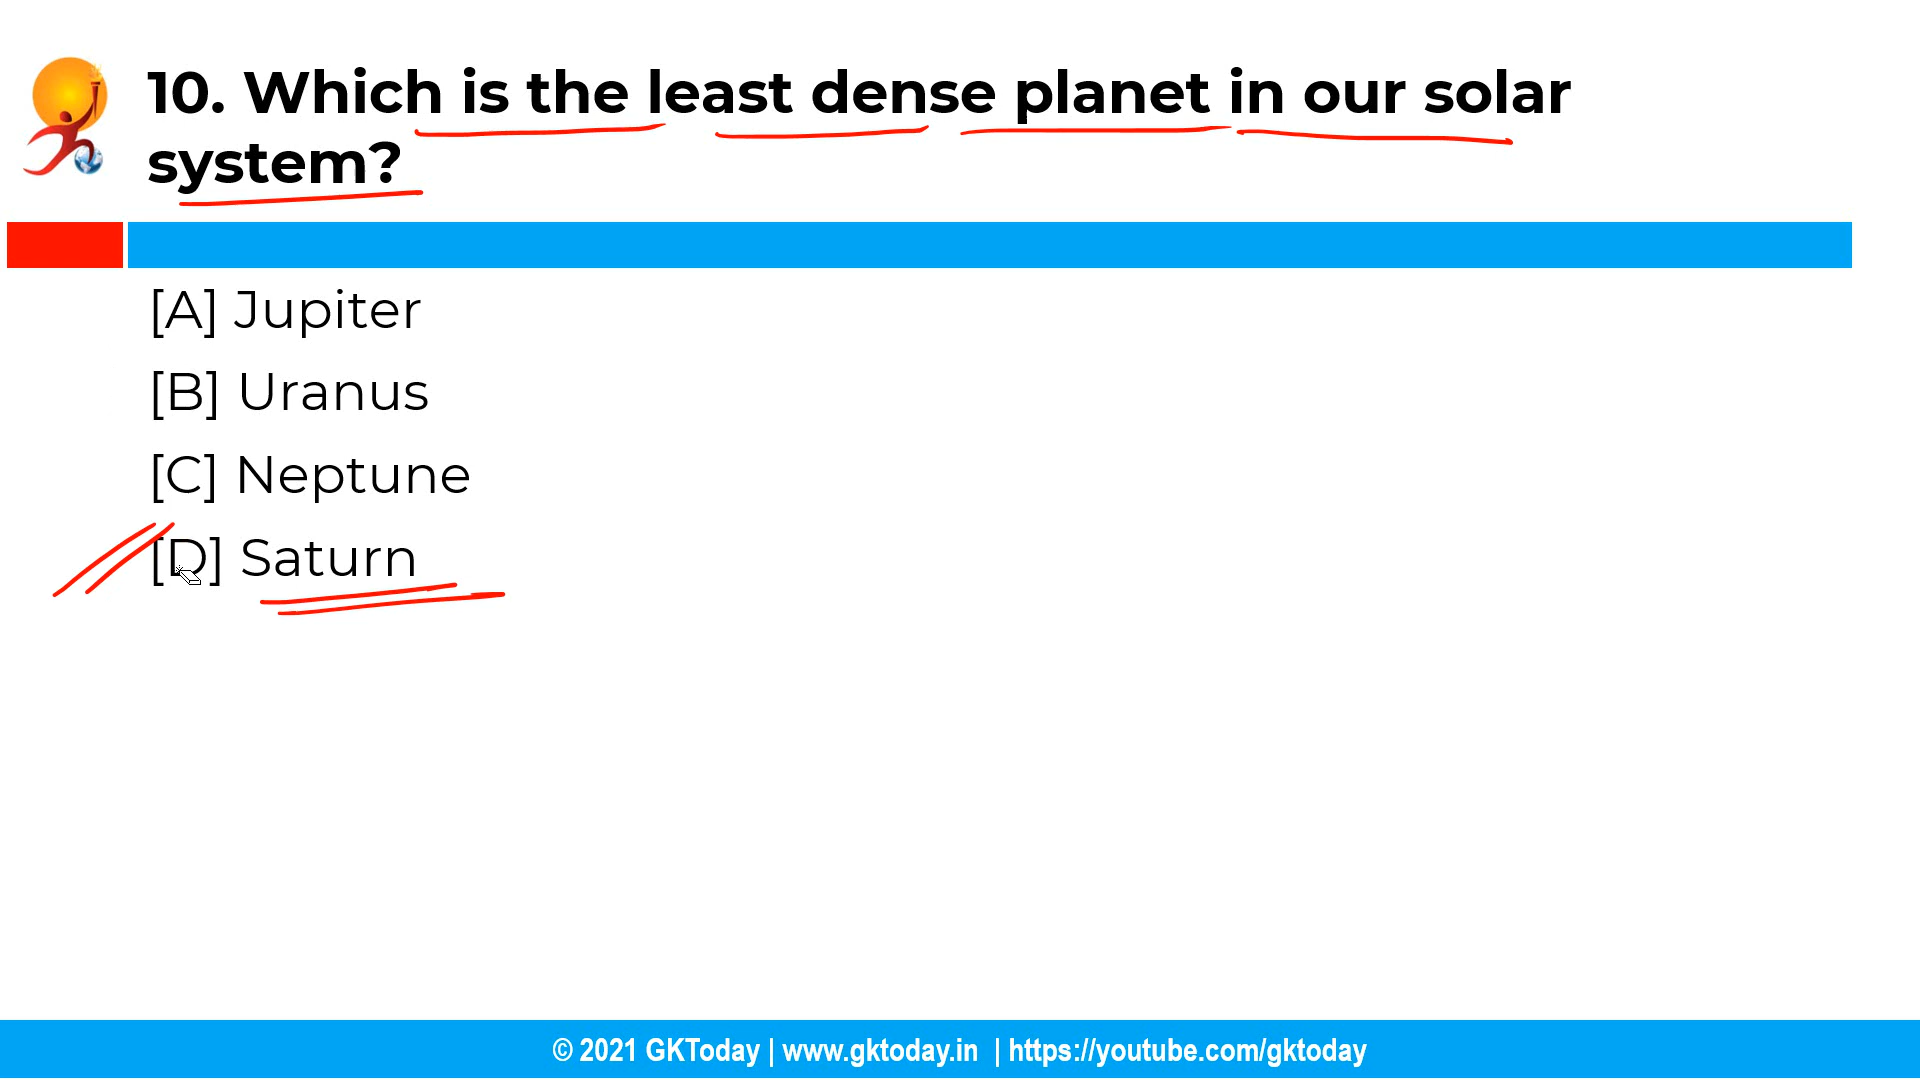 10. Which is the least dense planet in our solar
system?
[A] Jupiter
[B] Uranus
[C] Neptune
[D] Saturn
© 2021 GKToday | www.gktoday.in | https://youtube.com/gktoday